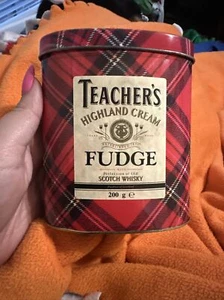 TEACHER'S
HIGHLAND CREAM
FUDGE
SCOTCH WHISKY
200 g ℮